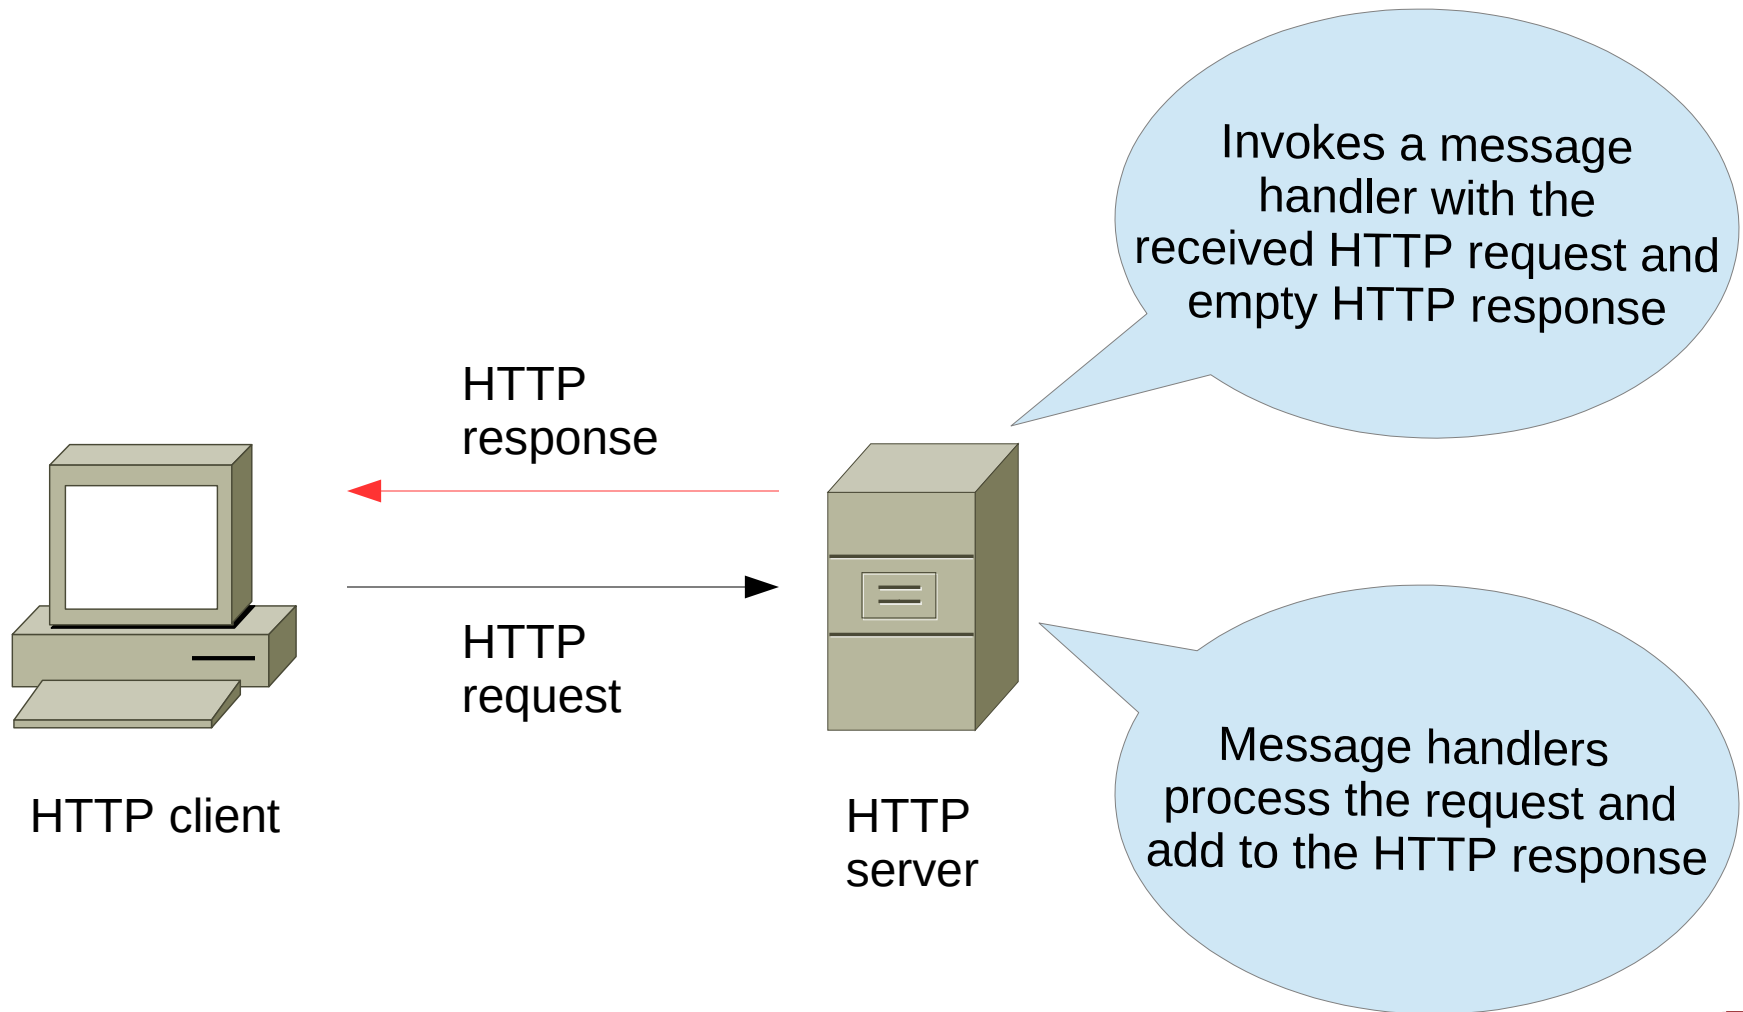 Invokes a message
handler with the
received HTTP request and
empty HTTP response
HTTP
response
HTTP
request
HTTP client
HTTP
server
Message handlers
process the request and
add to the HTTP response